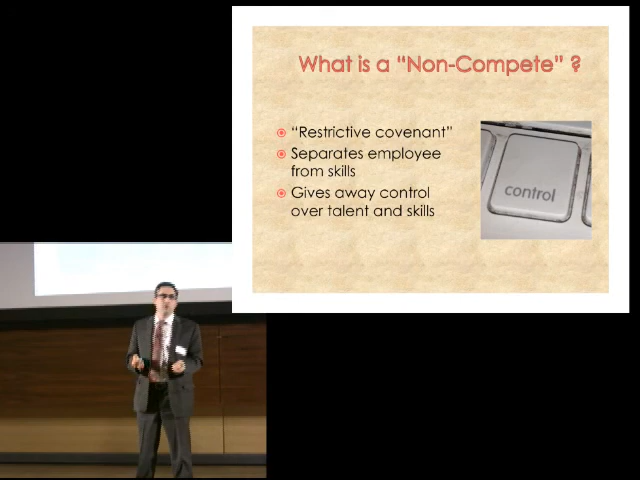 What is a “Non-Compete” ?
“Restrictive covenant”
Separates employee
from skills
Gives away control
over talent and skills
control